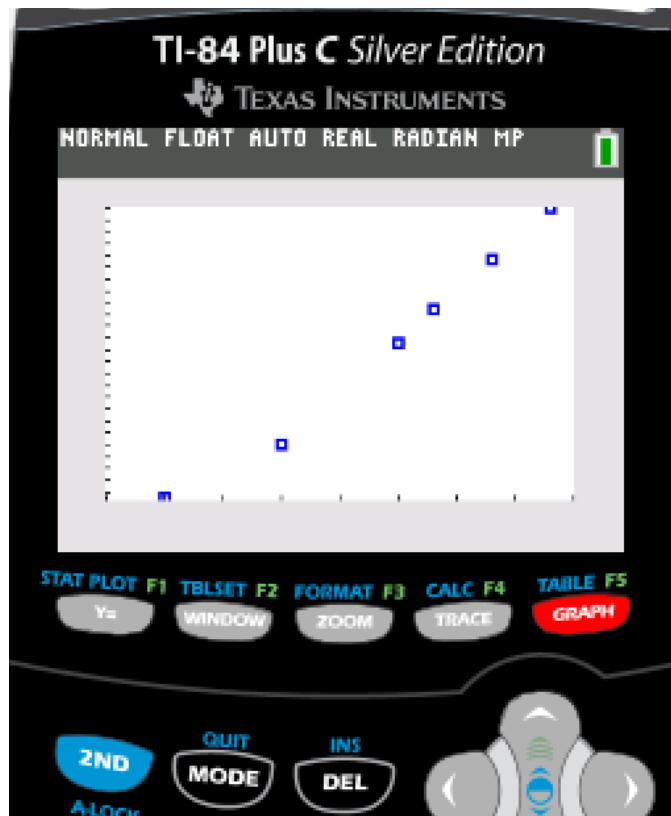 TI-84 Plus C Silver Edition
TEXAS INSTRUMENTS
NORMAL FLOAT AUTO REAL RADIAN MP
STAT PLOT F1 TBLSET F2 FORMAT F3 CALC F4 TABLE F5
Y= WINDOW ZOOM TRACE GRAPH
QUIT INS
2ND MODE DEL
A-LOCK